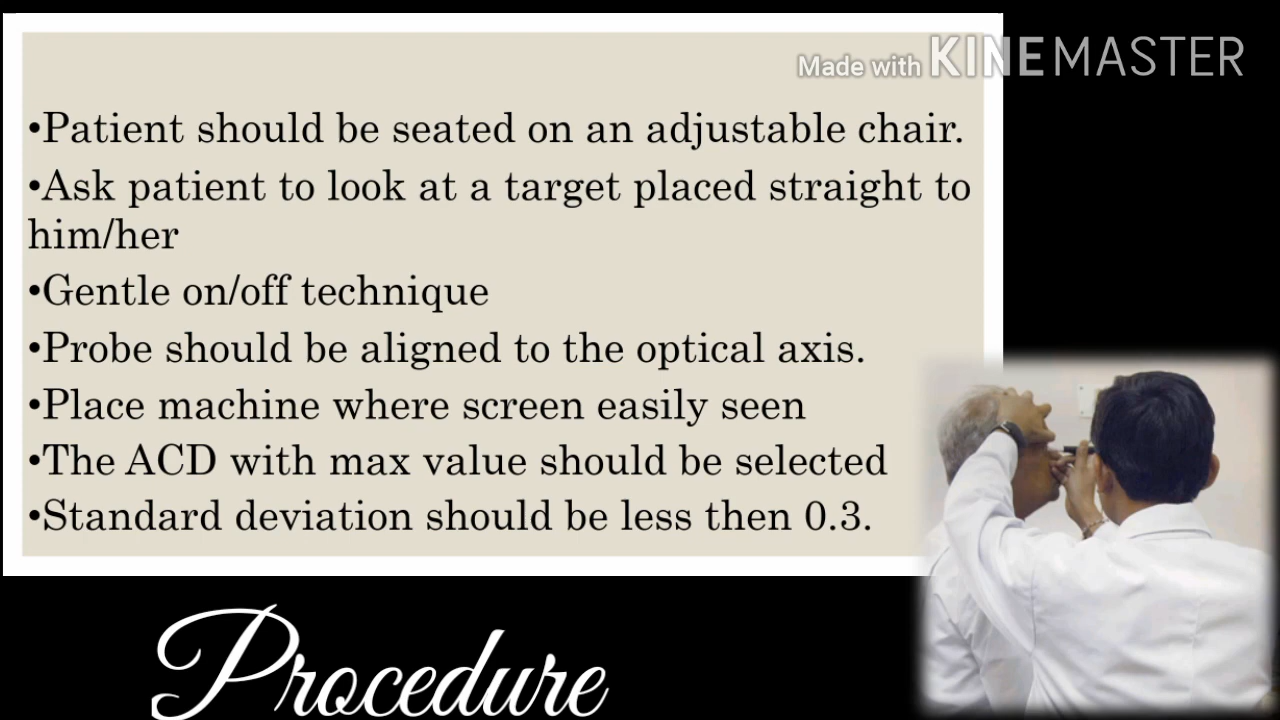 Made with KINEMASTER
•Patient should be seated on an adjustable chair.
•Ask patient to look at a target placed straight to
him/her
•Gentle on/off technique
•Probe should be aligned to the optical axis.
•Place machine where screen easily seen
•The ACD with max value should be selected
•Standard deviation should be less then 0.3.
Procedure